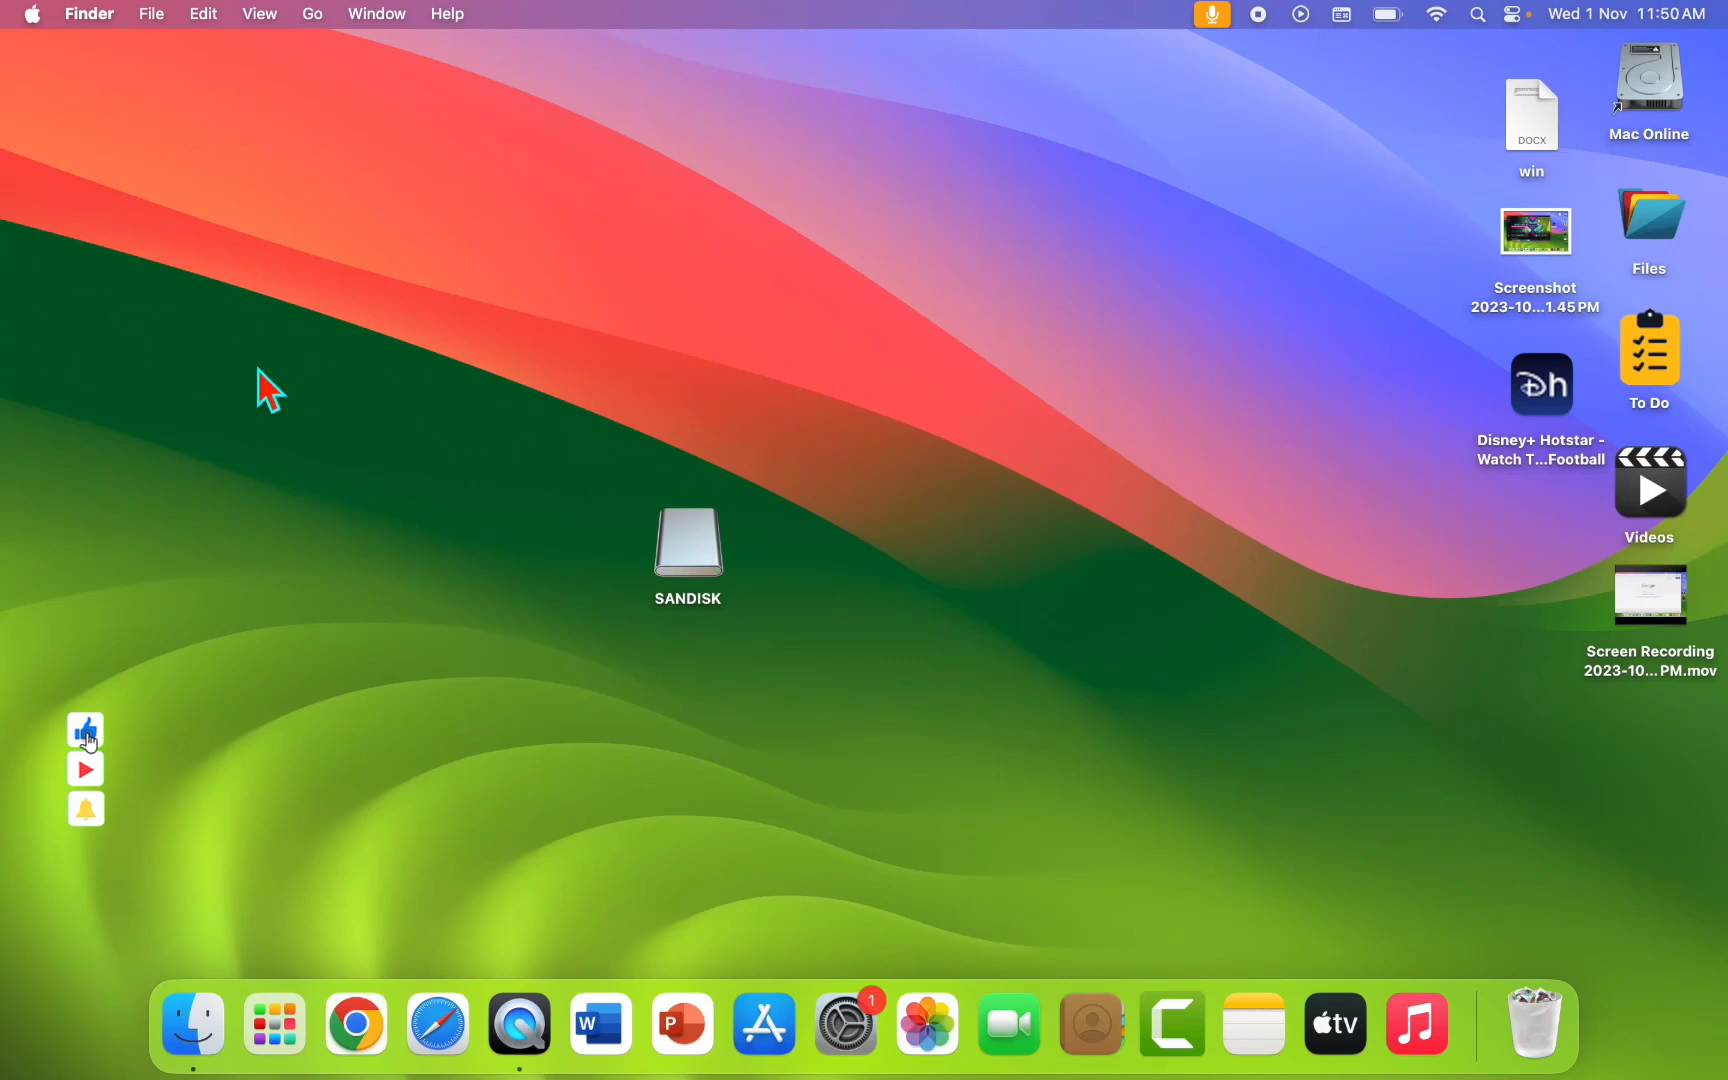 Finder File Edit View Go Window Help
Wed 1 Nov 11:50 AM
Mac Online
DOCX
win
Files
Screenshot
2023-10...1.45 PM
To Do
Disney+ Hotstar -
Watch T...Football
Videos
SANDISK
Screen Recording
2023-10... PM.mov
1
W
P
tv